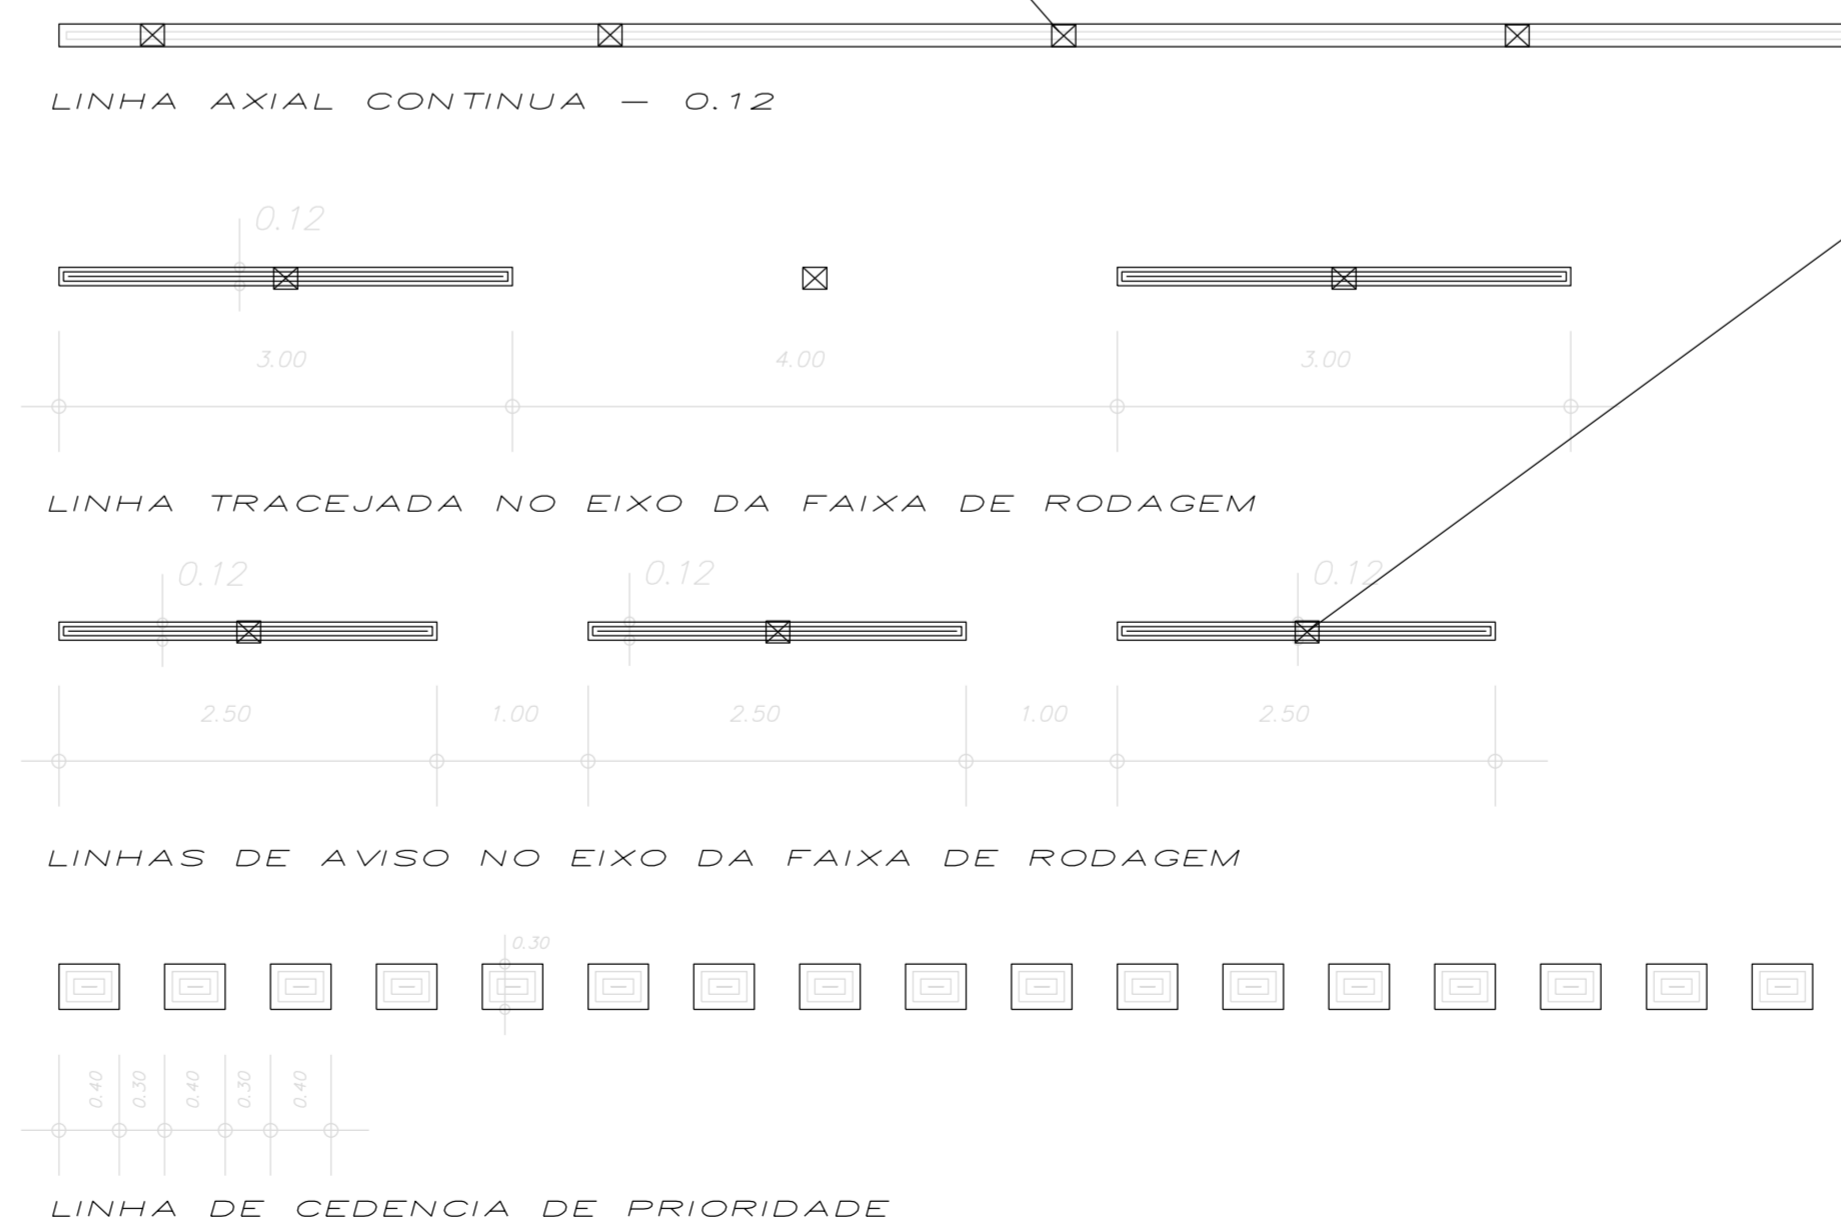 LINHA AXIAL CONTINUA – 0.12
0.12
3.00 4.00 3.00
LINHA TRACEJADA NO EIXO DA FAIXA DE RODAGEM
0.12 0.12 0.12
2.50 1.00 2.50 1.00 2.50
LINHAS DE AVISO NO EIXO DA FAIXA DE RODAGEM
0.30
0.40 0.30 0.40 0.30 0.40
LINHA DE CEDENCIA DE PRIORIDADE